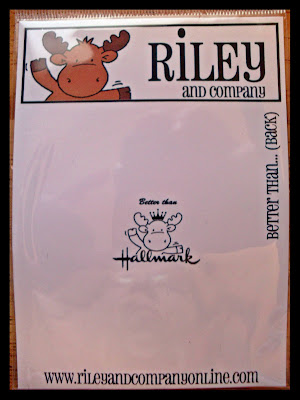 RiLEY
AND COMPANY
BETTER THAN... (BACK)
Better than
Hallmark
www.RiLEYANDCOMPANYONLiNE.com